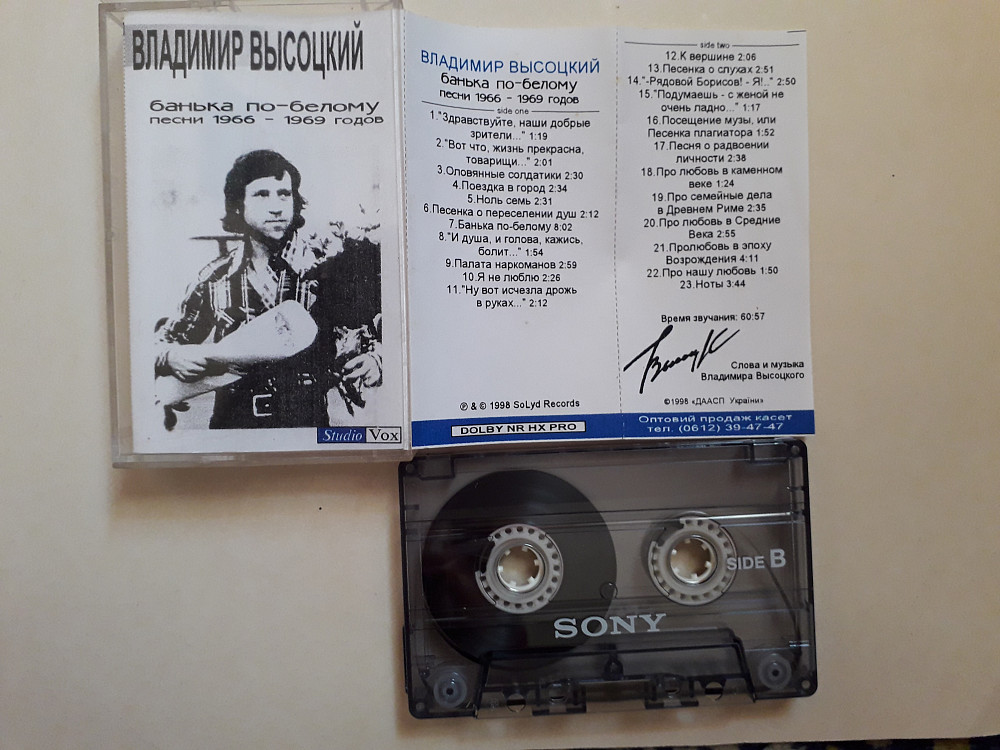 ВЛАДИМИР ВЫСОЦКИЙ
банька по-белому
песни 1966 - 1969 годов
Studio Vox
ВЛАДИМИР ВЫСОЦКИЙ
банька по-белому
песни 1966 - 1969 годов
side one
1."Здравствуйте, наши добрые
зрители..." 1:19
2."Вот что, жизнь прекрасна,
товарищи..." 2:01
3.Оловянные солдатики 2:30
4.Поездка в город 2:34
5.Ноль семь 2:31
6.Песенка о переселении душ 2:12
7.Банька по-белому 8:02
8."И душа, и голова, кажись,
болит..." 1:54
9.Палата наркоманов 2:59
10.Я не люблю 2:26
11."Ну вот исчезла дрожь
в руках..." 2:12
℗ & © 1998 SoLyd Records
DOLBY NR HX PRO
side two
12.К вершине 2:06
13.Песенка о слухах 2:51
14."-Рядовой Борисов! - Я!.." 2:50
15."Подумаешь - с женой не
очень ладно..." 1:17
16.Посещение музы, или
Песенка плагиатора 1:52
17.Песня о радвоении
личности 2:38
18.Про любовь в каменном
веке 1:24
19.Про семейные дела
в Древнем Риме 2:35
20.Про любовь в Средние
Века 2:55
21.Пролюбовь в эпоху
Возрождения 4:11
22.Про нашу любовь 1:50
23.Ноты 3:44
Время звучания: 60:57
Слова и музыка
Владимира Высоцкого
©1998 «ДААСП України»
Оптовий продаж касет
тел. (0612) 39-47-47
SIDE B
SONY